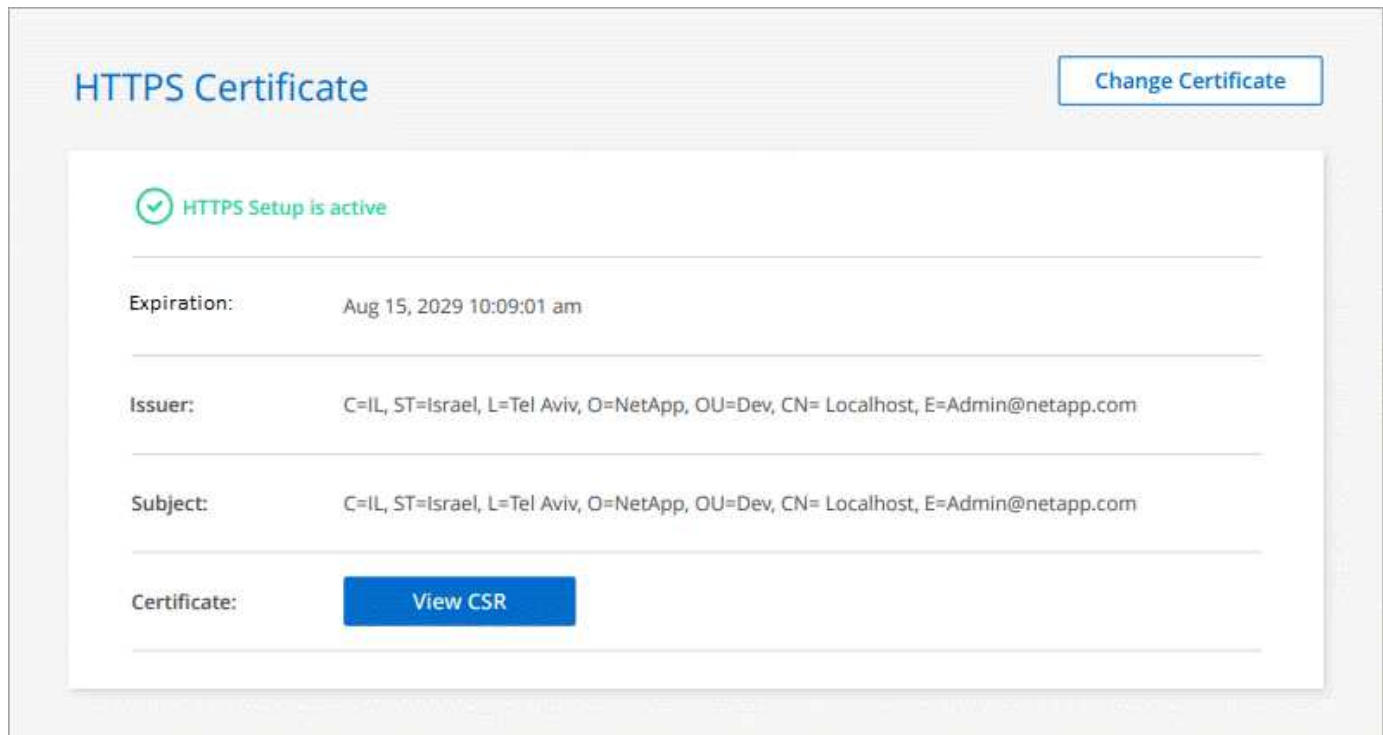 HTTPS Certificate
Change Certificate
HTTPS Setup is active
Expiration: Aug 15, 2029 10:09:01 am
Issuer: C=IL, ST=Israel, L=Tel Aviv, O=NetApp, OU=Dev, CN= Localhost, E=Admin@netapp.com
Subject: C=IL, ST=Israel, L=Tel Aviv, O=NetApp, OU=Dev, CN= Localhost, E=Admin@netapp.com
Certificate: View CSR